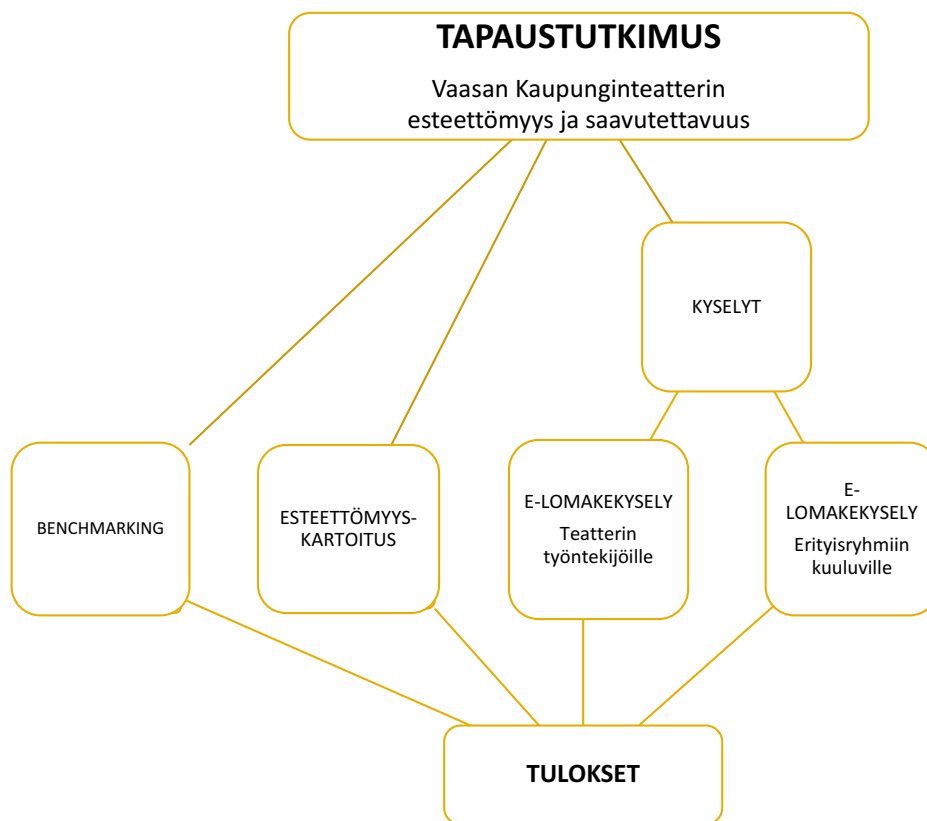 TAPAUSTUTKIMUS
Vaasan Kaupunginteatterin
esteettömyys ja saavutettavuus
KYSELYT
BENCHMARKING
ESTEETTÖMYYS-
KARTOITUS
E-LOMAKEKYSELY
Teatterin
työntekijöille
E-
LOMAKEKYSELY
Erityisryhmiin
kuuluville
TULOKSET